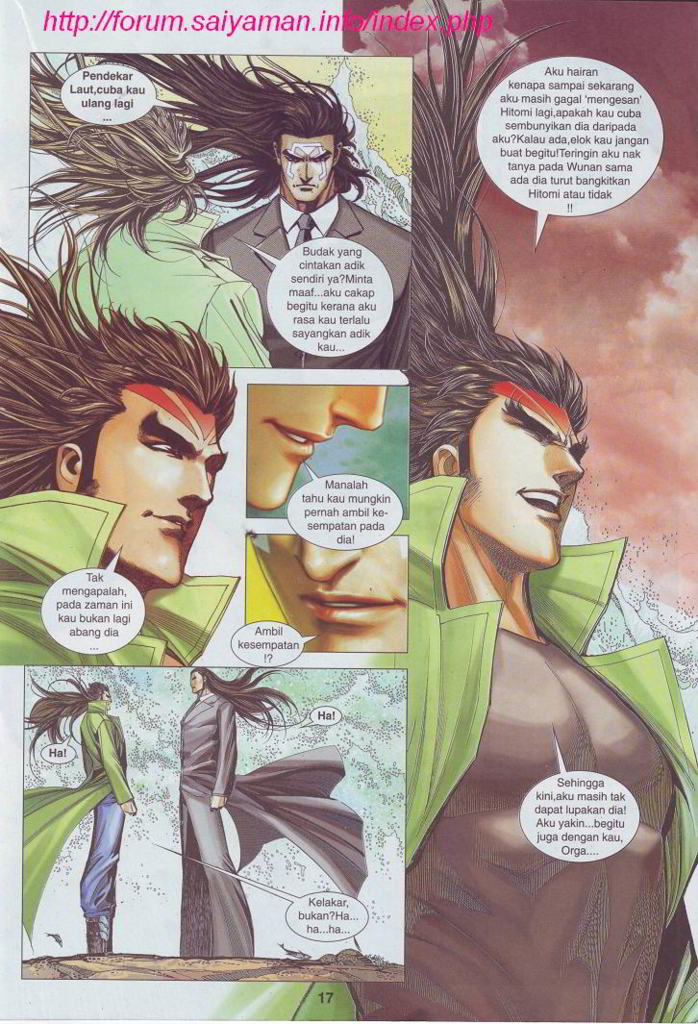 http://forum.saiyaman.info/index.php
Pendekar
Laut,cuba kau
ulang lagi
...
Budak yang
cintakan adik
sendiri ya?Minta
maaf...aku cakap
begitu kerana aku
rasa kau terlalu
sayangkan adik
kau...
Aku hairan
kenapa sampai sekarang
aku masih gagal 'mengesan'
Hitomi lagi,apakah kau cuba
sembunyikan dia daripada
aku?Kalau ada,elok kau jangan
buat begitu!Teringin aku nak
tanya pada Wunan sama
ada dia turut bangkitkan
Hitomi atau tidak
!!
Manalah
tahu kau mungkin
pernah ambil ke-
sempatan pada
dia!
Tak
mengapalah,
pada zaman ini
kau bukan lagi
abang dia
...
Ambil
kesempatan
!?
Ha!
Ha!
Kelakar,
bukan?Ha...
ha...ha...
Sehingga
kini,aku masih tak
dapat lupakan dia!
Aku yakin...begitu
juga dengan kau,
Orga....
17